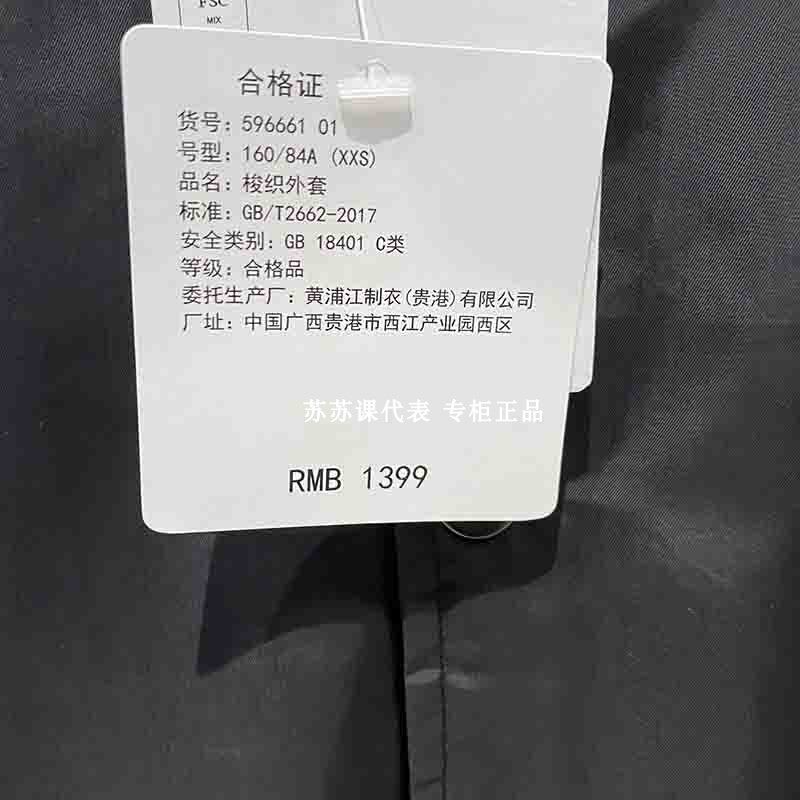 FSC
MIX
合格证
货号：596661 01
号型：160/84A (XXS)
品名：梭织外套
标准：GB/T2662-2017
安全类别：GB 18401 C类
等级：合格品
委托生产厂：黄浦江制衣(贵港)有限公司
厂址：中国广西贵港市西江产业园西区
苏苏课代表 专柜正品
RMB 1399